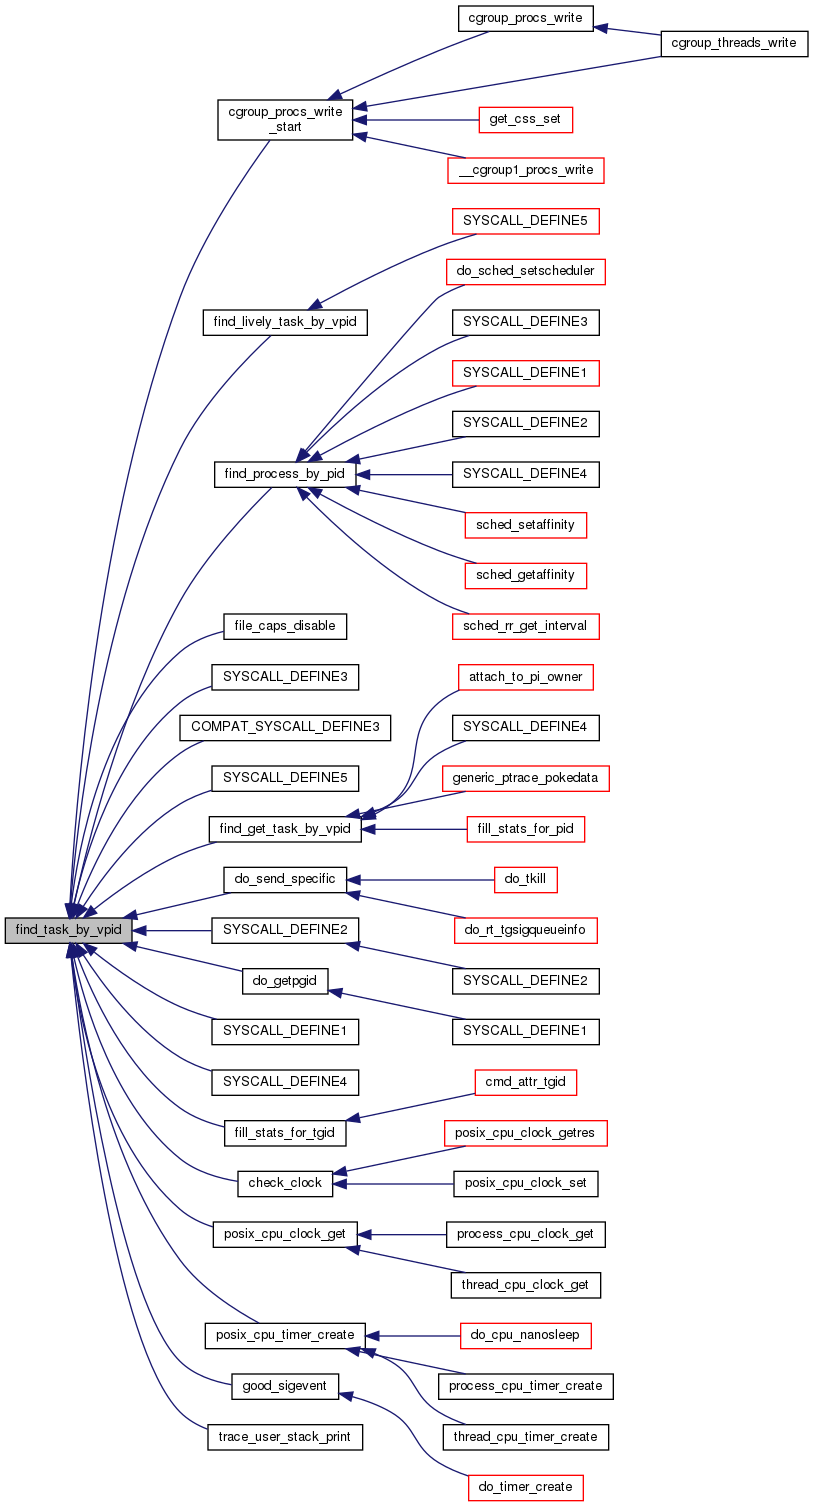 cgroup_procs_write
cgroup_threads_write
cgroup_procs_write
_start
get_css_set
__cgroup1_procs_write
SYSCALL_DEFINE5
do_sched_setscheduler
find_lively_task_by_vpid
SYSCALL_DEFINE3
SYSCALL_DEFINE1
SYSCALL_DEFINE2
find_process_by_pid
SYSCALL_DEFINE4
sched_setaffinity
sched_getaffinity
file_caps_disable
sched_rr_get_interval
SYSCALL_DEFINE3
attach_to_pi_owner
COMPAT_SYSCALL_DEFINE3
SYSCALL_DEFINE4
SYSCALL_DEFINE5
generic_ptrace_pokedata
find_get_task_by_vpid
fill_stats_for_pid
do_send_specific
do_tkill
find_task_by_vpid
SYSCALL_DEFINE2
do_rt_tgsigqueueinfo
do_getpgid
SYSCALL_DEFINE2
SYSCALL_DEFINE1
SYSCALL_DEFINE1
SYSCALL_DEFINE4
cmd_attr_tgid
fill_stats_for_tgid
posix_cpu_clock_getres
check_clock
posix_cpu_clock_set
posix_cpu_clock_get
process_cpu_clock_get
thread_cpu_clock_get
posix_cpu_timer_create
do_cpu_nanosleep
good_sigevent
process_cpu_timer_create
trace_user_stack_print
thread_cpu_timer_create
do_timer_create